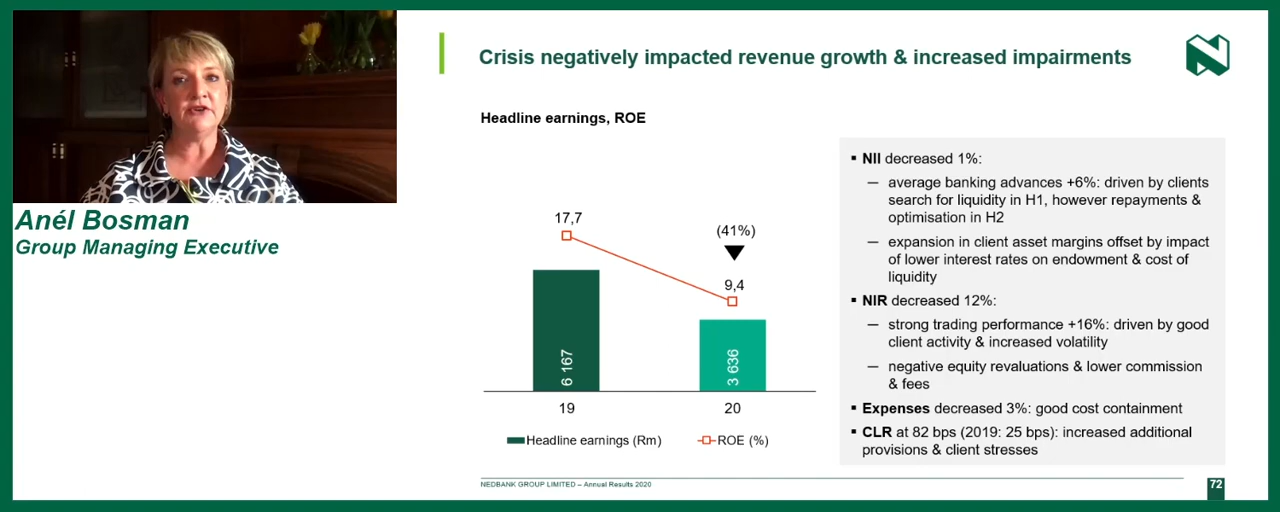 Anél Bosman
Group Managing Executive
Crisis negatively impacted revenue growth & increased impairments
Headline earnings, ROE
17,7
(41%)
9,4
6 167
3 636
19
20
Headline earnings (Rm)
ROE (%)
▪ NII decreased 1%:
— average banking advances +6%: driven by clients
search for liquidity in H1, however repayments &
optimisation in H2
— expansion in client asset margins offset by impact
of lower interest rates on endowment & cost of
liquidity
▪ NIR decreased 12%:
— strong trading performance +16%: driven by good
client activity & increased volatility
— negative equity revaluations & lower commission
& fees
▪ Expenses decreased 3%: good cost containment
▪ CLR at 82 bps (2019: 25 bps): increased additional
provisions & client stresses
NEDBANK GROUP LIMITED – Annual Results 2020
72